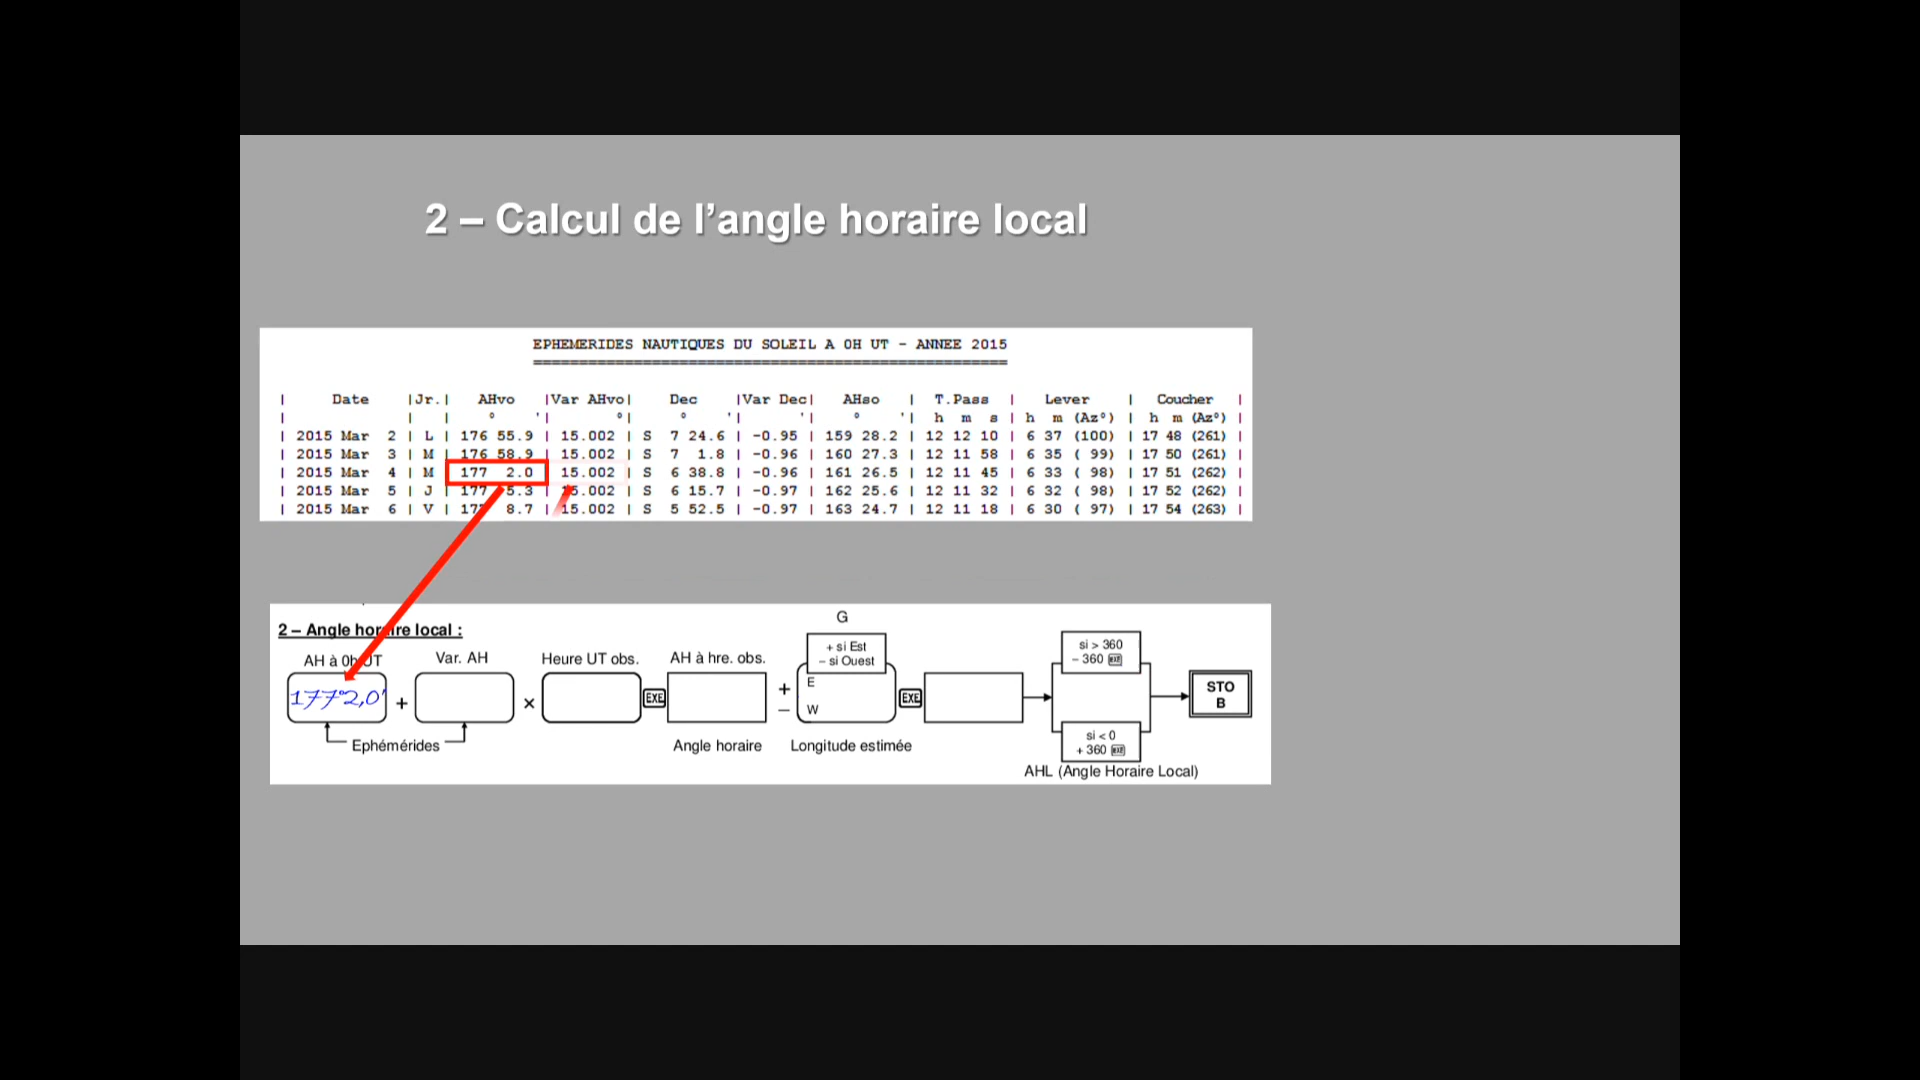 2 – Calcul de l’angle horaire local
EPHEMERIDES NAUTIQUES DU SOLEIL A 0H UT - ANNEE 2015
====================================================
| Date |Jr.| AHvo |Var AHvo| Dec |Var Dec| AHso | T.Pass | Lever | Coucher |
| | | ° '| °| ° '| '| ° '| h m s | h m (Az°) | h m (Az°) |
| 2015 Mar 2 | L | 176 55.9 | 15.002 | S 7 24.6 | -0.95 | 159 28.2 | 12 12 10 | 6 37 (100) | 17 48 (261) |
| 2015 Mar 3 | M | 176 58.9 | 15.002 | S 7 1.8 | -0.96 | 160 27.3 | 12 11 58 | 6 35 ( 99) | 17 50 (261) |
| 2015 Mar 4 | M | 177 2.0 | 15.002 | S 6 38.8 | -0.96 | 161 26.5 | 12 11 45 | 6 33 ( 98) | 17 51 (262) |
| 2015 Mar 5 | J | 177 5.3 | 15.002 | S 6 15.7 | -0.97 | 162 25.6 | 12 11 32 | 6 32 ( 98) | 17 52 (262) |
| 2015 Mar 6 | V | 177 8.7 | 15.002 | S 5 52.5 | -0.97 | 163 24.7 | 12 11 18 | 6 30 ( 97) | 17 54 (263) |
2 – Angle horaire local :
G
AH à 0h UT
Var. AH
Heure UT obs.
AH à hre. obs.
+ si Est
– si Ouest
si > 360
– 360 EXE
177°2,0'
+
×
EXE
+
–
E
W
EXE
STO
B
Ephémérides
Angle horaire
Longitude estimée
si < 0
+ 360 EXE
AHL (Angle Horaire Local)